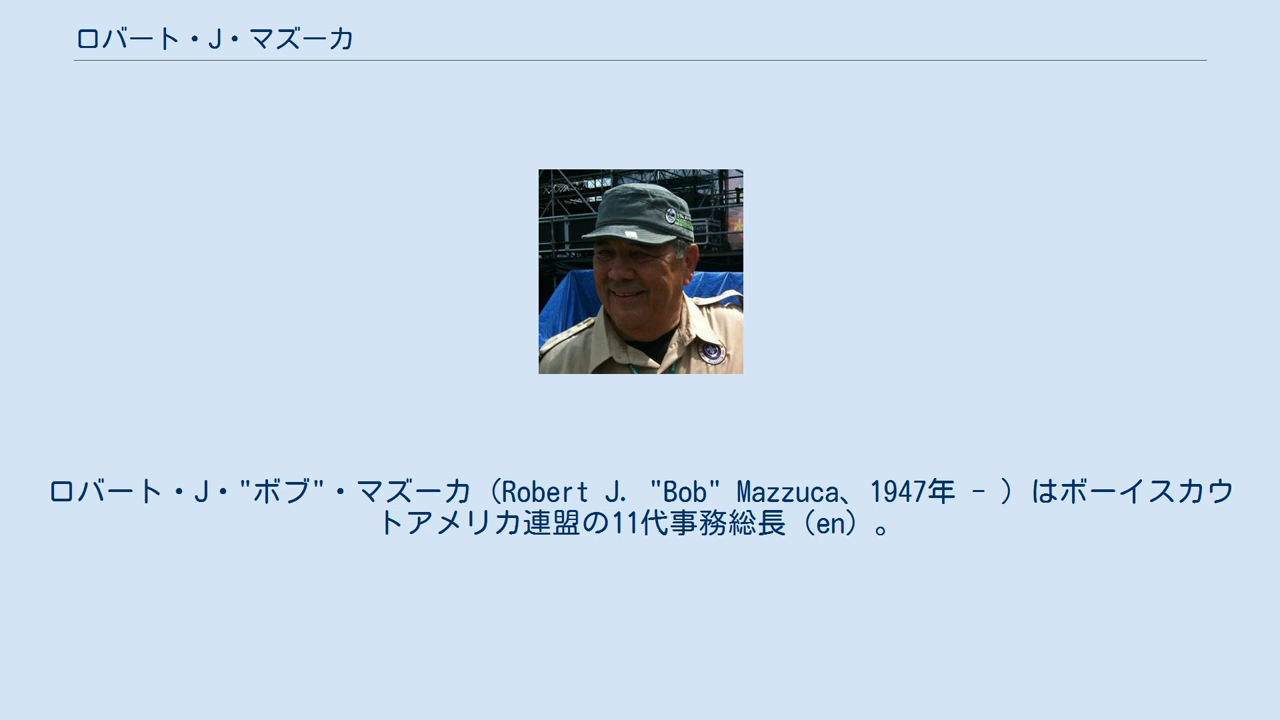 ロバート・J・マズーカ
ロバート・J・"ボブ"・マズーカ（Robert J. "Bob" Mazzuca、1947年 - ）はボーイスカウ
トアメリカ連盟の11代事務総長（en）。